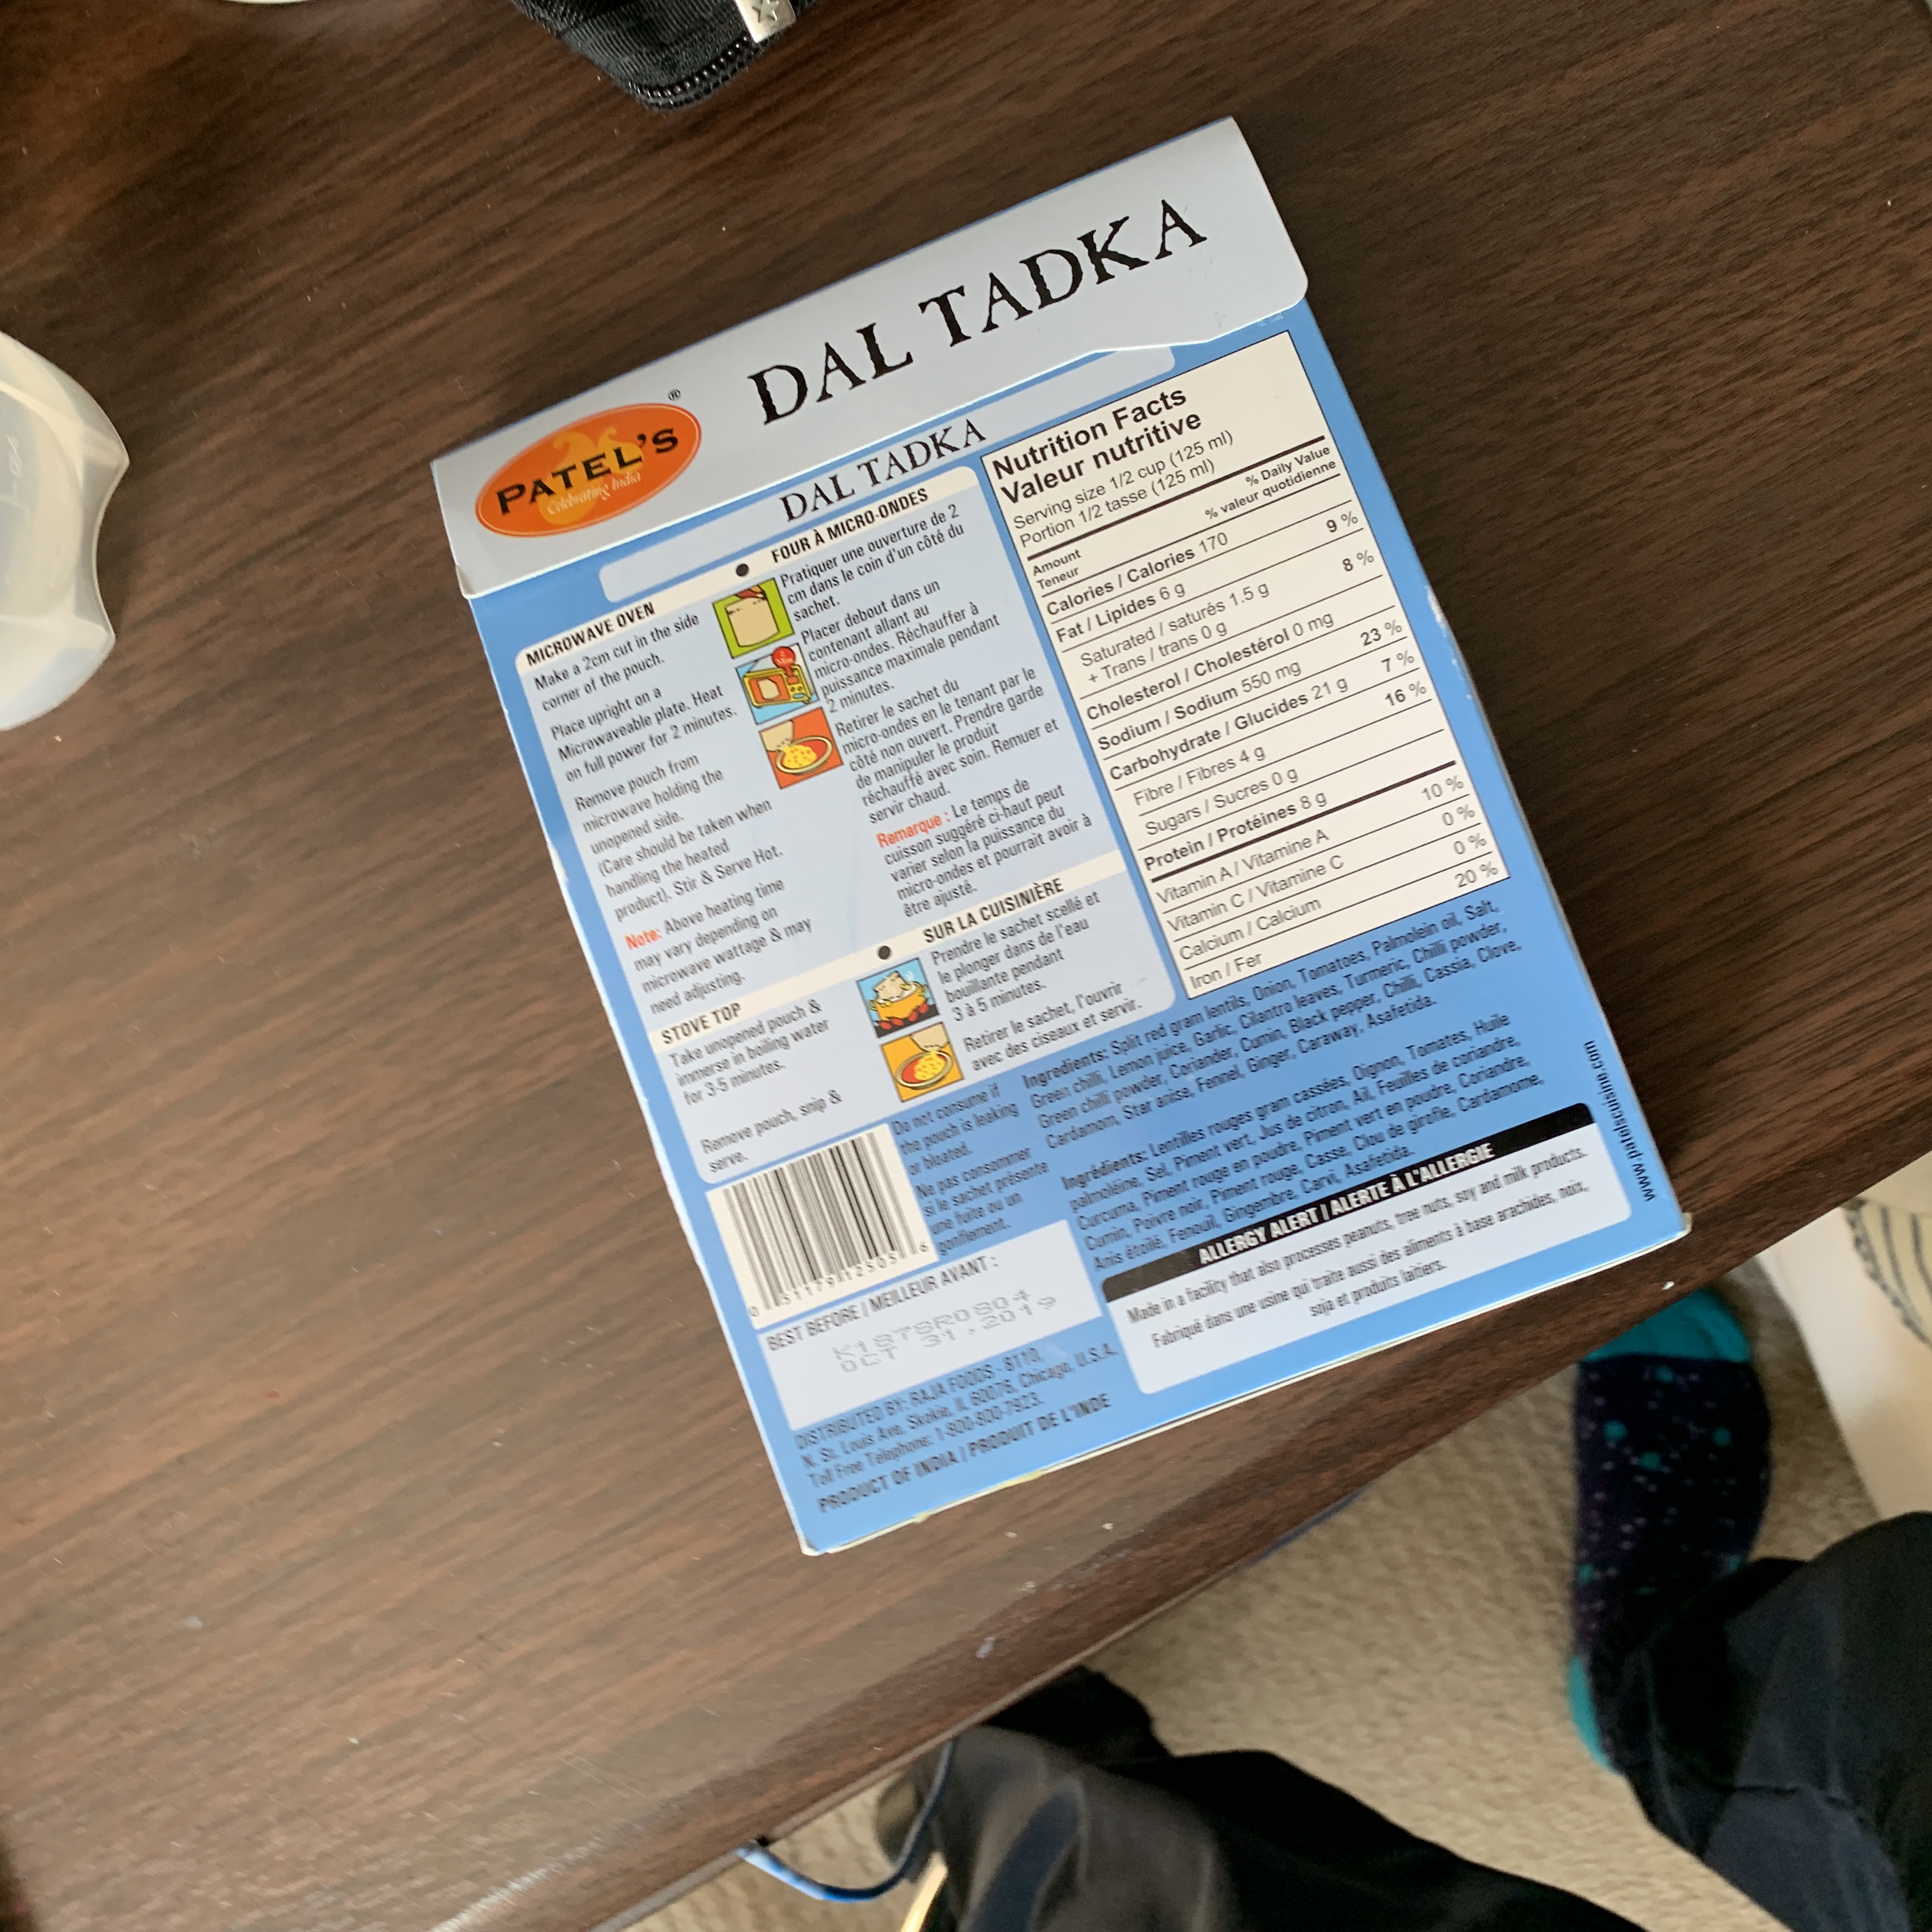 PATEL'S
Celebrating India
®
DAL TADKA
DAL TADKA
MICROWAVE OVEN
Make a 2cm cut in the side
corner of the pouch.
Place upright on a
Microwaveable plate. Heat
on full power for 2 minutes.
Remove pouch from
microwave holding the
unopened side.
(Care should be taken when
handling the heated
product). Stir & Serve Hot.
Note: Above heating time
may vary depending on
microwave wattage & may
need adjusting.
FOUR À MICRO-ONDES
Pratiquer une ouverture de 2
cm dans le coin d'un côté du
sachet.
Placer debout dans un
contenant allant au
micro-ondes. Réchauffer à
puissance maximale pendant
2 minutes.
Retirer le sachet du
micro-ondes en le tenant par le
côté non ouvert. Prendre garde
de manipuler le produit
réchauffé avec soin. Remuer et
servir chaud.
Remarque : Le temps de
cuisson suggéré ci-haut peut
varier selon la puissance du
micro-ondes et pourrait avoir à
être ajusté.
STOVE TOP
Take unopened pouch &
immerse in boiling water
for 3-5 minutes.
Remove pouch, snip &
serve.
SUR LA CUISINIÈRE
Prendre le sachet scellé et
le plonger dans de l'eau
bouillante pendant
3 à 5 minutes.
Retirer le sachet, l'ouvrir
avec des ciseaux et servir.
Nutrition Facts
Valeur nutritive
Serving size 1/2 cup (125 ml)
Portion 1/2 tasse (125 ml)
Amount % Daily Value
Teneur % valeur quotidienne
Calories / Calories 170
Fat / Lipides 6 g 9 %
Saturated / saturés 1.5 g 8 %
+ Trans / trans 0 g
Cholesterol / Cholestérol 0 mg
Sodium / Sodium 550 mg 23 %
Carbohydrate / Glucides 21 g 7 %
Fibre / Fibres 4 g 16 %
Sugars / Sucres 0 g
Protein / Protéines 8 g
Vitamin A / Vitamine A 10 %
Vitamin C / Vitamine C 0 %
Calcium / Calcium 0 %
Iron / Fer 20 %
Do not consume if
the pouch is leaking
or bloated.
Ne pas consommer
si le sachet présente
une fuite ou un
gonflement.
Ingredients: Split red gram lentils, Onion, Tomatoes, Palmolein oil, Salt,
Green chilli, Lemon juice, Garlic, Cilantro leaves, Turmeric, Chilli powder,
Green chilli powder, Coriander, Cumin, Black pepper, Chilli, Cassia, Clove,
Cardamom, Star anise, Fennel, Ginger, Caraway, Asafetida.
Ingrédients: Lentilles rouges gram cassées, Oignon, Tomates, Huile
palmoléine, Sel, Piment vert, Jus de citron, Ail, Feuilles de coriandre,
Curcuma, Piment rouge en poudre, Piment vert en poudre, Coriandre,
Cumin, Poivre noir, Piment rouge, Casse, Clou de girofle, Cardamome,
Anis étoilé, Fenouil, Gingembre, Carvi, Asafetida.
BEST BEFORE / MEILLEUR AVANT :
DISTRIBUTED BY: RAJA FOODS - 8110,
N. St. Louis Ave, Skokie, IL 60076, Chicago, U.S.A.
Toll Free Telephone: 1-800-800-7923
PRODUCT OF INDIA / PRODUIT DE L'INDE
ALLERGY ALERT / ALERTE À L'ALLERGIE
Made in a facility that also processes peanuts, tree nuts, soy and milk products.
Fabriqué dans une usine qui traite aussi des aliments à base arachides, noix,
soja et produits laitiers.
www.patelscuisine.com